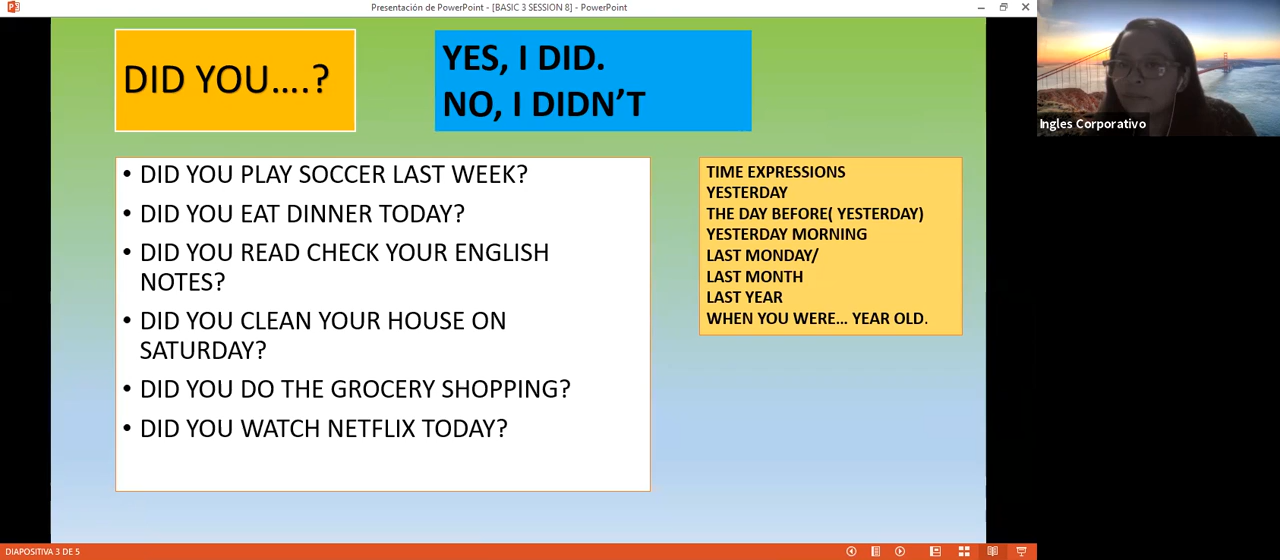 Presentación de PowerPoint - [BASIC 3 SESSION 8] - PowerPoint
DID YOU….?
YES, I DID.
NO, I DIDN’T
• DID YOU PLAY SOCCER LAST WEEK?
• DID YOU EAT DINNER TODAY?
• DID YOU READ CHECK YOUR ENGLISH
NOTES?
• DID YOU CLEAN YOUR HOUSE ON
SATURDAY?
• DID YOU DO THE GROCERY SHOPPING?
• DID YOU WATCH NETFLIX TODAY?
TIME EXPRESSIONS
YESTERDAY
THE DAY BEFORE( YESTERDAY)
YESTERDAY MORNING
LAST MONDAY/
LAST MONTH
LAST YEAR
WHEN YOU WERE… YEAR OLD.
Ingles Corporativo
DIAPOSITIVA 3 DE 5